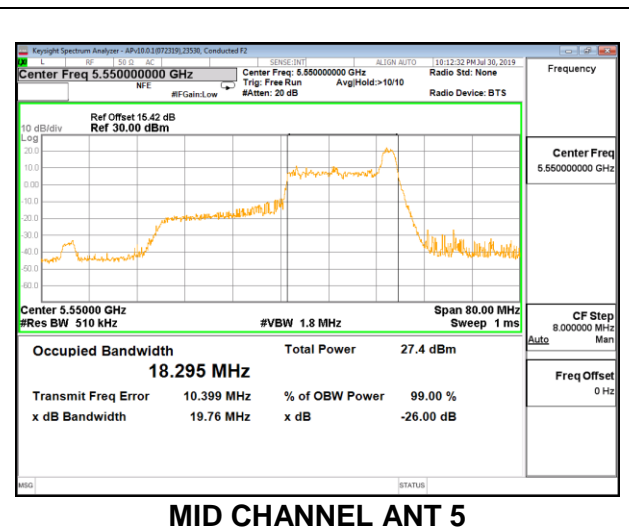 Keysight Spectrum Analyzer - APv10.0.1(072319),23530, Conducted F2
L RF 50 Ω AC SENSE:INT ALIGN AUTO 10:12:32 PM Jul 30, 2019
Center Freq 5.550000000 GHz
NFE
#IFGain:Low
Center Freq: 5.550000000 GHz
Trig: Free Run Avg|Hold:>10/10
#Atten: 20 dB
Radio Std: None
Radio Device: BTS
Frequency
Ref Offset 15.42 dB
10 dB/div Ref 30.00 dBm
Log
20.0
10.0
0.00
-10.0
-20.0
-30.0
-40.0
-50.0
-60.0
Center Freq
5.550000000 GHz
Center 5.55000 GHz Span 80.00 MHz
#Res BW 510 kHz #VBW 1.8 MHz Sweep 1 ms
CF Step
8.000000 MHz
Auto Man
Freq Offset
0 Hz
Occupied Bandwidth Total Power 27.4 dBm
18.295 MHz
Transmit Freq Error 10.399 MHz % of OBW Power 99.00 %
x dB Bandwidth 19.76 MHz x dB -26.00 dB
MSG STATUS
MID CHANNEL ANT 5